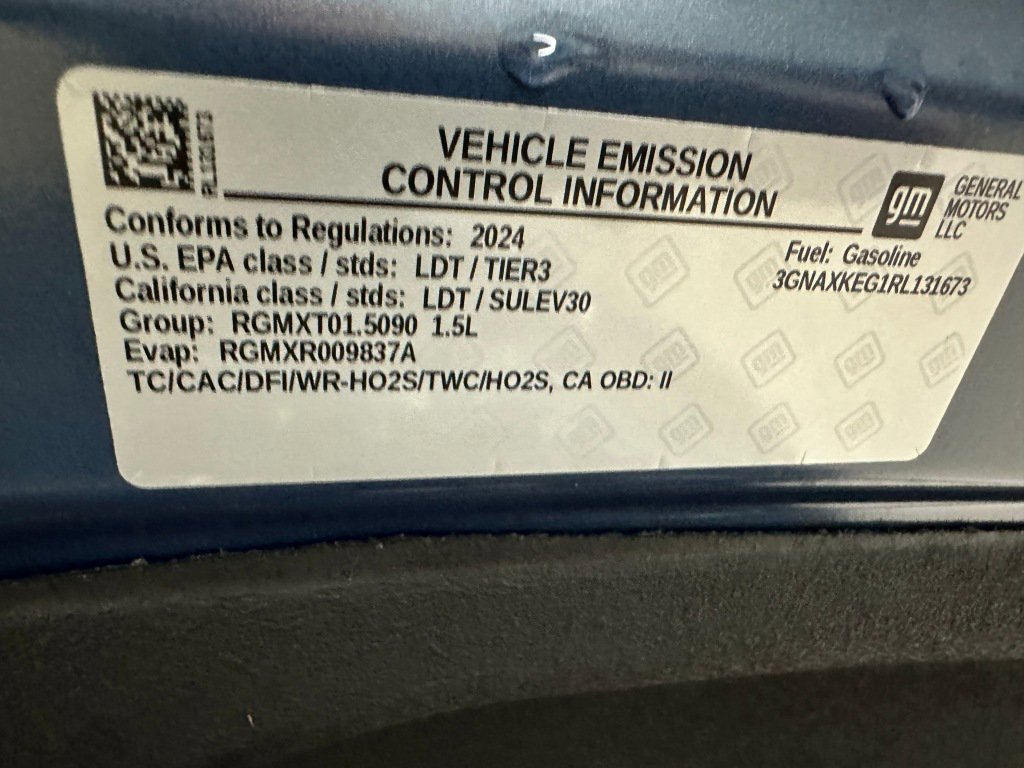 RL131673
VEHICLE EMISSION
CONTROL INFORMATION
gm
GENERAL
MOTORS
LLC
Conforms to Regulations: 2024
U.S. EPA class / stds: LDT / TIER3
California class / stds: LDT / SULEV30
Group: RGMXT01.5090 1.5L
Evap: RGMXR009837A
TC/CAC/DFI/WR-HO2S/TWC/HO2S, CA OBD: II
Fuel: Gasoline
3GNAXKEG1RL131673